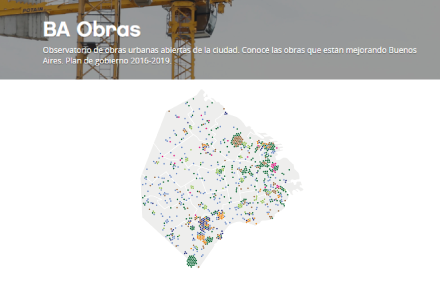 BA Obras
Observatorio de obras urbanas abiertas de la ciudad. Conoce las obras que están mejorando Buenos
Aires. Plan de gobierno 2016-2019.